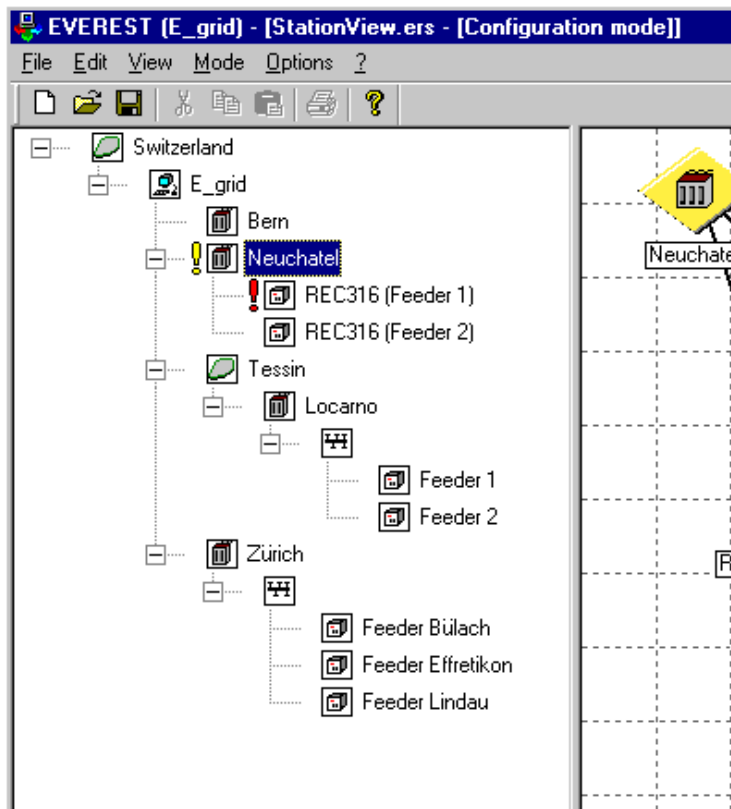 EVEREST (E_grid) - [StationView.ers - [Configuration mode]]
File Edit View Mode Options ?
Switzerland
E_grid
Bern
Neuchatel
REC316 (Feeder 1)
REC316 (Feeder 2)
Tessin
Locarno
Feeder 1
Feeder 2
Zürich
Feeder Bülach
Feeder Effretikon
Feeder Lindau
Neuchate
R